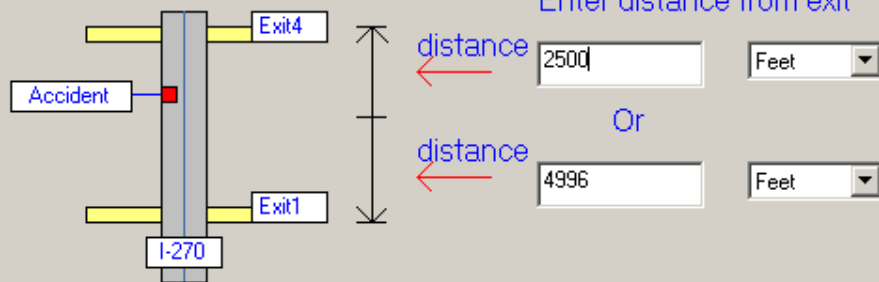 Enter distance from exit
Exit4
distance
2500
Feet
Accident
Or
distance
4996
Feet
Exit1
I-270